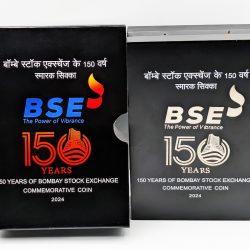 बॉम्बे स्टॉक एक्सचेंज के 150 वर्ष
स्मारक सिक्का
BSE
The Power of Vibrance
150
YEARS
150 YEARS OF BOMBAY STOCK EXCHANGE
COMMEMORATIVE COIN
2024
बॉम्बे स्टॉक एक्सचेंज के 150 वर्ष
स्मारक सिक्का
BSE
The Power of Vibrance
150
YEARS
150 YEARS OF BOMBAY STOCK EXCHANGE
COMMEMORATIVE COIN
2024